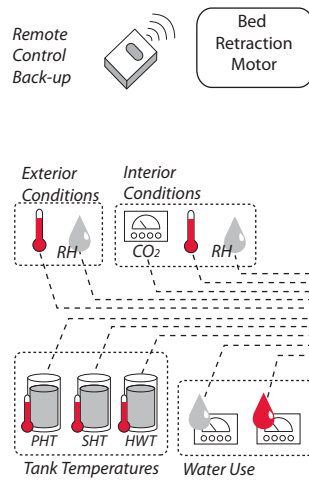 Remote
Control
Back-up
Bed
Retraction
Motor
Exterior
Conditions
Interior
Conditions
RH
CO₂
RH
PHT
SHT
HWT
Tank Temperatures
Water Use